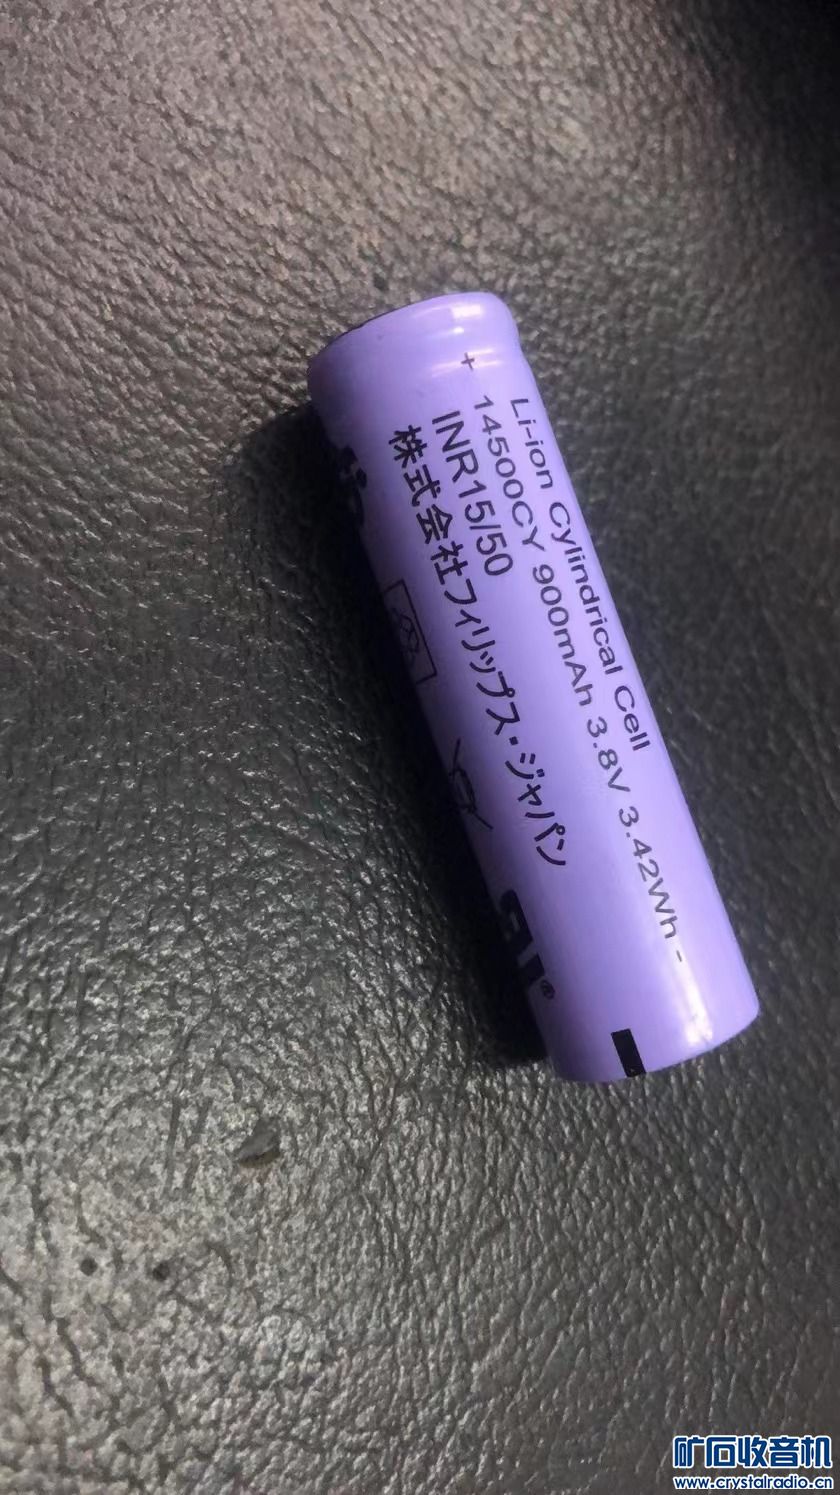 Li-ion Cylindrical Cell
+ 14500CY 900mAh 3.8V 3.42Wh -
INR15/50
株式会社フィリップス・ジャパン
矿石收音机
www.crystalradio.cn